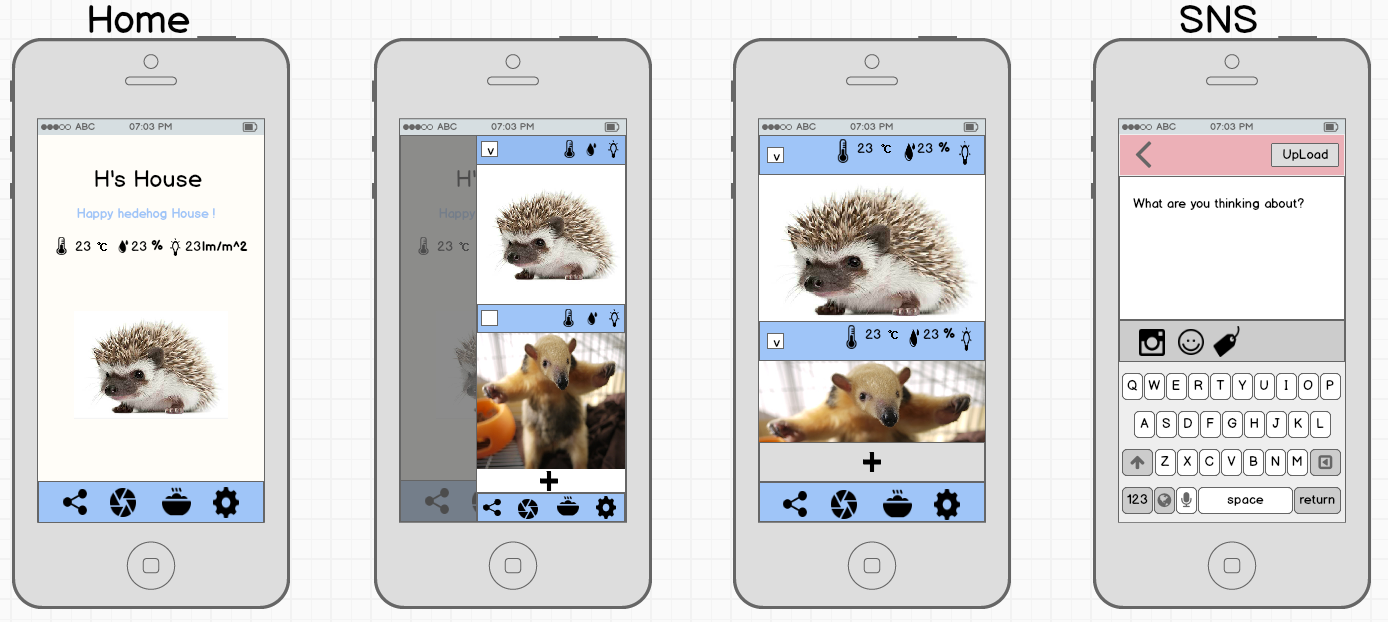 Home
SNS
ABC 07:03 PM
H's House
Happy hedehog House !
23 ℃ 23 % 23lm/m^2
ABC 07:03 PM
v
H'
Happy
23 ℃
ABC 07:03 PM
v 23 ℃ 23 %
v 23 ℃ 23 %
ABC 07:03 PM
UpLoad
What are you thinking about?
Q W E R T Y U I O P
A S D F G H J K L
Z X C V B N M
123 space return